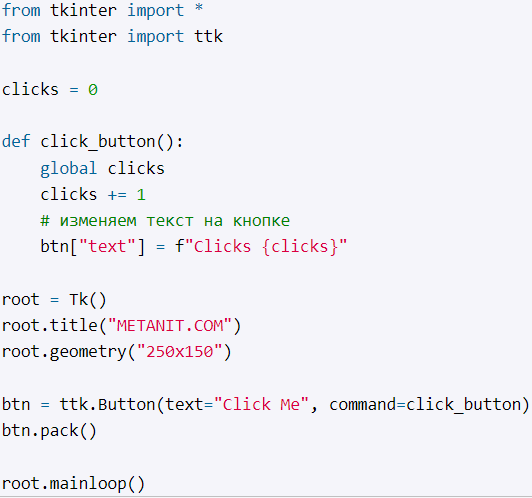 from tkinter import *
from tkinter import ttk

clicks = 0

def click_button():
    global clicks
    clicks += 1
    # изменяем текст на кнопке
    btn["text"] = f"Clicks {clicks}"

root = Tk()
root.title("METANIT.COM")
root.geometry("250x150")

btn = ttk.Button(text="Click Me", command=click_button)
btn.pack()

root.mainloop()